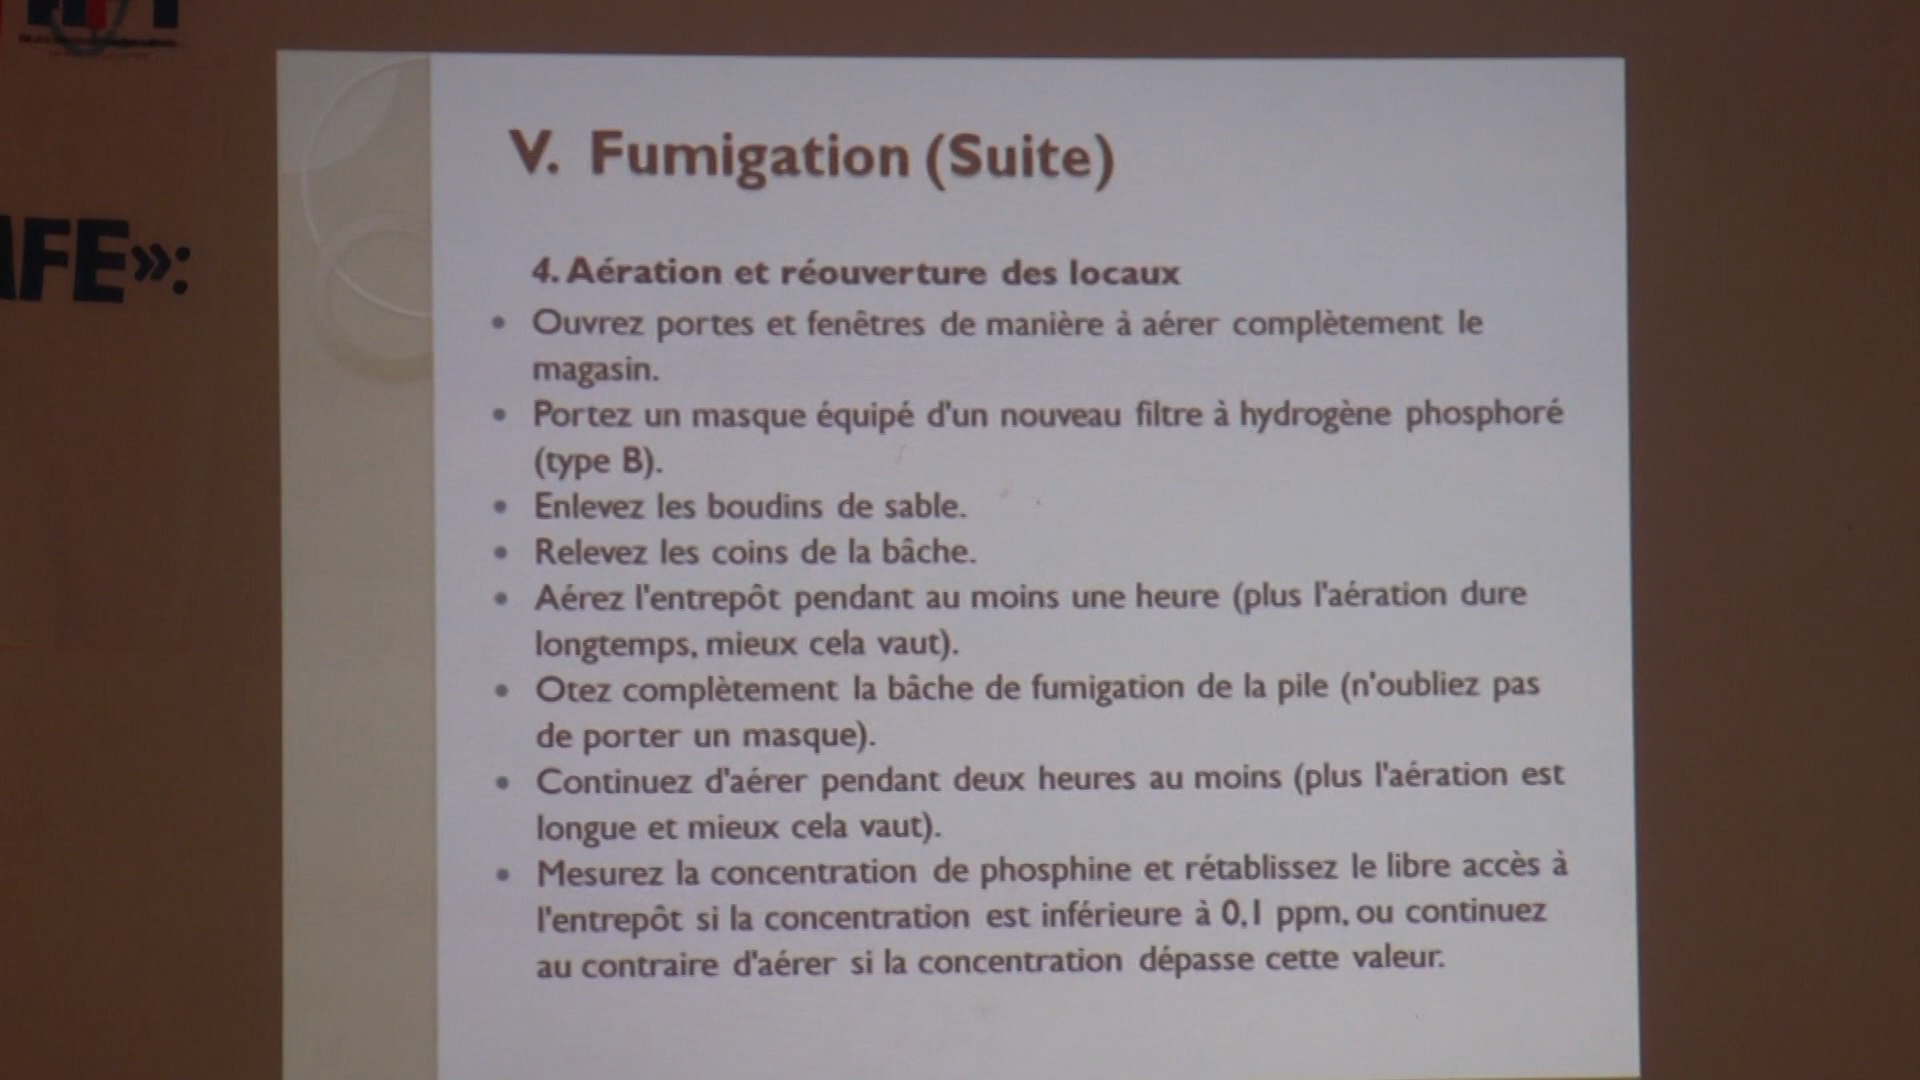 AFE»:
V. Fumigation (Suite)
4. Aération et réouverture des locaux
• Ouvrez portes et fenêtres de manière à aérer complètement le
magasin.
• Portez un masque équipé d'un nouveau filtre à hydrogène phosphoré
(type B).
• Enlevez les boudins de sable.
• Relevez les coins de la bâche.
• Aérez l'entrepôt pendant au moins une heure (plus l'aération dure
longtemps, mieux cela vaut).
• Otez complètement la bâche de fumigation de la pile (n'oubliez pas
de porter un masque).
• Continuez d'aérer pendant deux heures au moins (plus l'aération est
longue et mieux cela vaut).
• Mesurez la concentration de phosphine et rétablissez le libre accès à
l'entrepôt si la concentration est inférieure à 0,1 ppm, ou continuez
au contraire d'aérer si la concentration dépasse cette valeur.